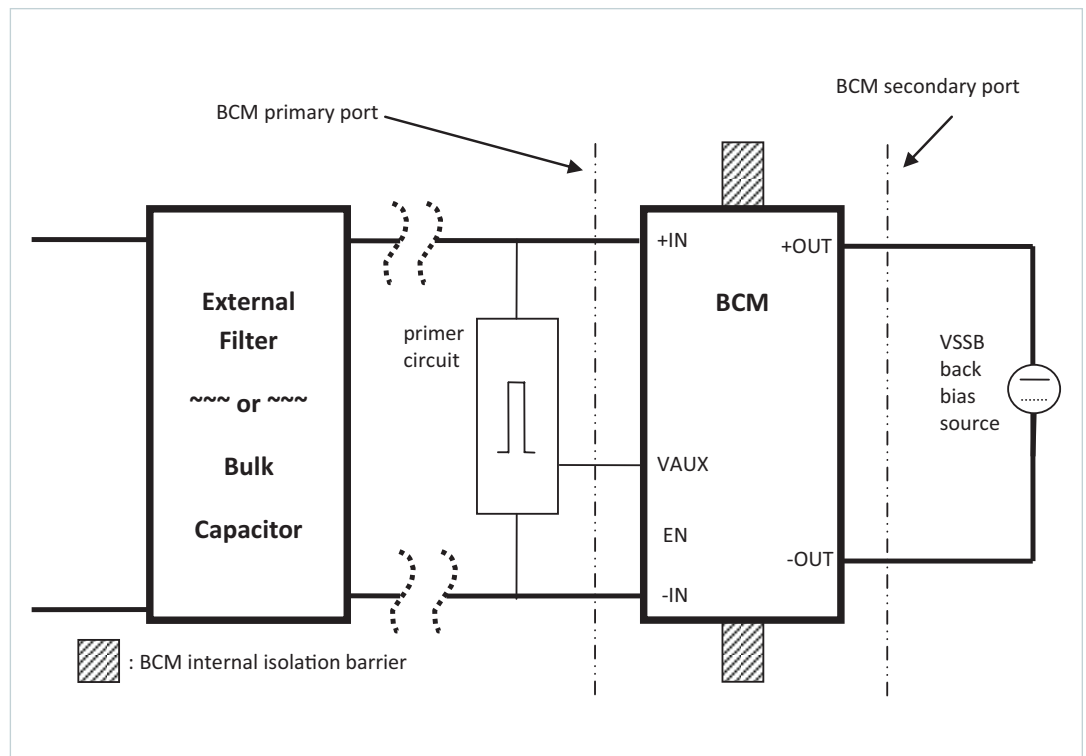 BCM primary port
BCM secondary port
External
Filter
~~~ or ~~~
Bulk
Capacitor
primer
circuit
+IN
+OUT
BCM
VAUX
EN
-OUT
-IN
VSSB
back
bias
source
: BCM internal isolation barrier